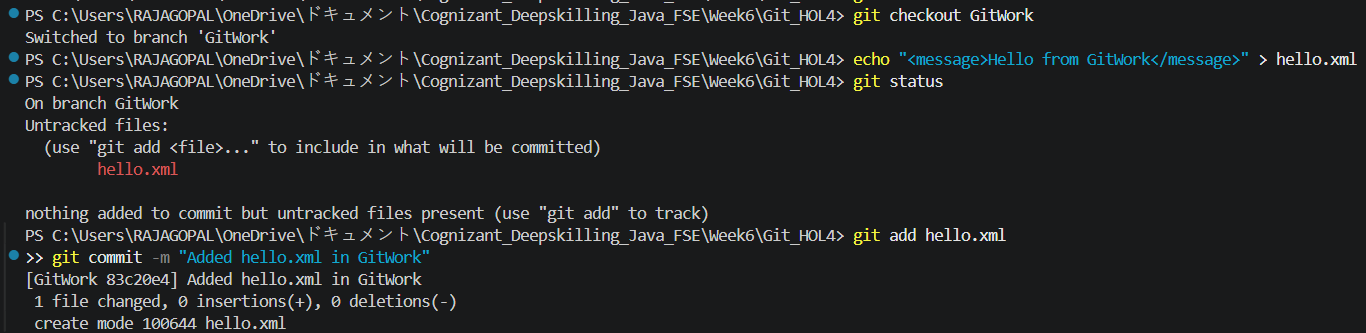 PS C:\Users\RAJAGOPAL\OneDrive\ドキュメント\Cognizant_Deepskilling_Java_FSE\Week6\Git_HOL4> git checkout GitWork
Switched to branch 'GitWork'
PS C:\Users\RAJAGOPAL\OneDrive\ドキュメント\Cognizant_Deepskilling_Java_FSE\Week6\Git_HOL4> echo "<message>Hello from GitWork</message>" > hello.xml
PS C:\Users\RAJAGOPAL\OneDrive\ドキュメント\Cognizant_Deepskilling_Java_FSE\Week6\Git_HOL4> git status
On branch GitWork
Untracked files:
  (use "git add <file>..." to include in what will be committed)
        hello.xml

nothing added to commit but untracked files present (use "git add" to track)
PS C:\Users\RAJAGOPAL\OneDrive\ドキュメント\Cognizant_Deepskilling_Java_FSE\Week6\Git_HOL4> git add hello.xml
>> git commit -m "Added hello.xml in GitWork"
[GitWork 83c20e4] Added hello.xml in GitWork
 1 file changed, 0 insertions(+), 0 deletions(-)
 create mode 100644 hello.xml